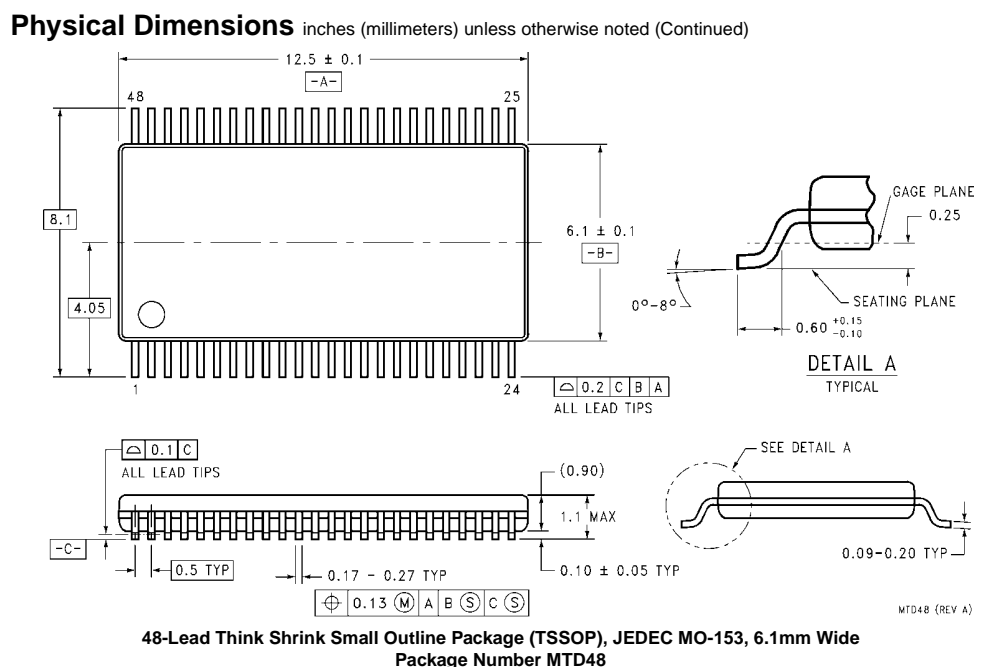 Physical Dimensions inches (millimeters) unless otherwise noted (Continued)
12.5 ± 0.1
-A-
48
25
8.1
4.05
6.1 ± 0.1
-B-
1
24
⌓ 0.2 C B A
ALL LEAD TIPS
GAGE PLANE
0.25
0°-8°
SEATING PLANE
0.60 +0.15 -0.10
DETAIL A
TYPICAL
⌓ 0.1 C
ALL LEAD TIPS
(0.90)
1.1 MAX
-C-
0.5 TYP
0.17 - 0.27 TYP
0.10 ± 0.05 TYP
⌖ 0.13 Ⓜ A B Ⓢ C Ⓢ
SEE DETAIL A
0.09-0.20 TYP
MTD48 (REV A)
48-Lead Think Shrink Small Outline Package (TSSOP), JEDEC MO-153, 6.1mm Wide
Package Number MTD48